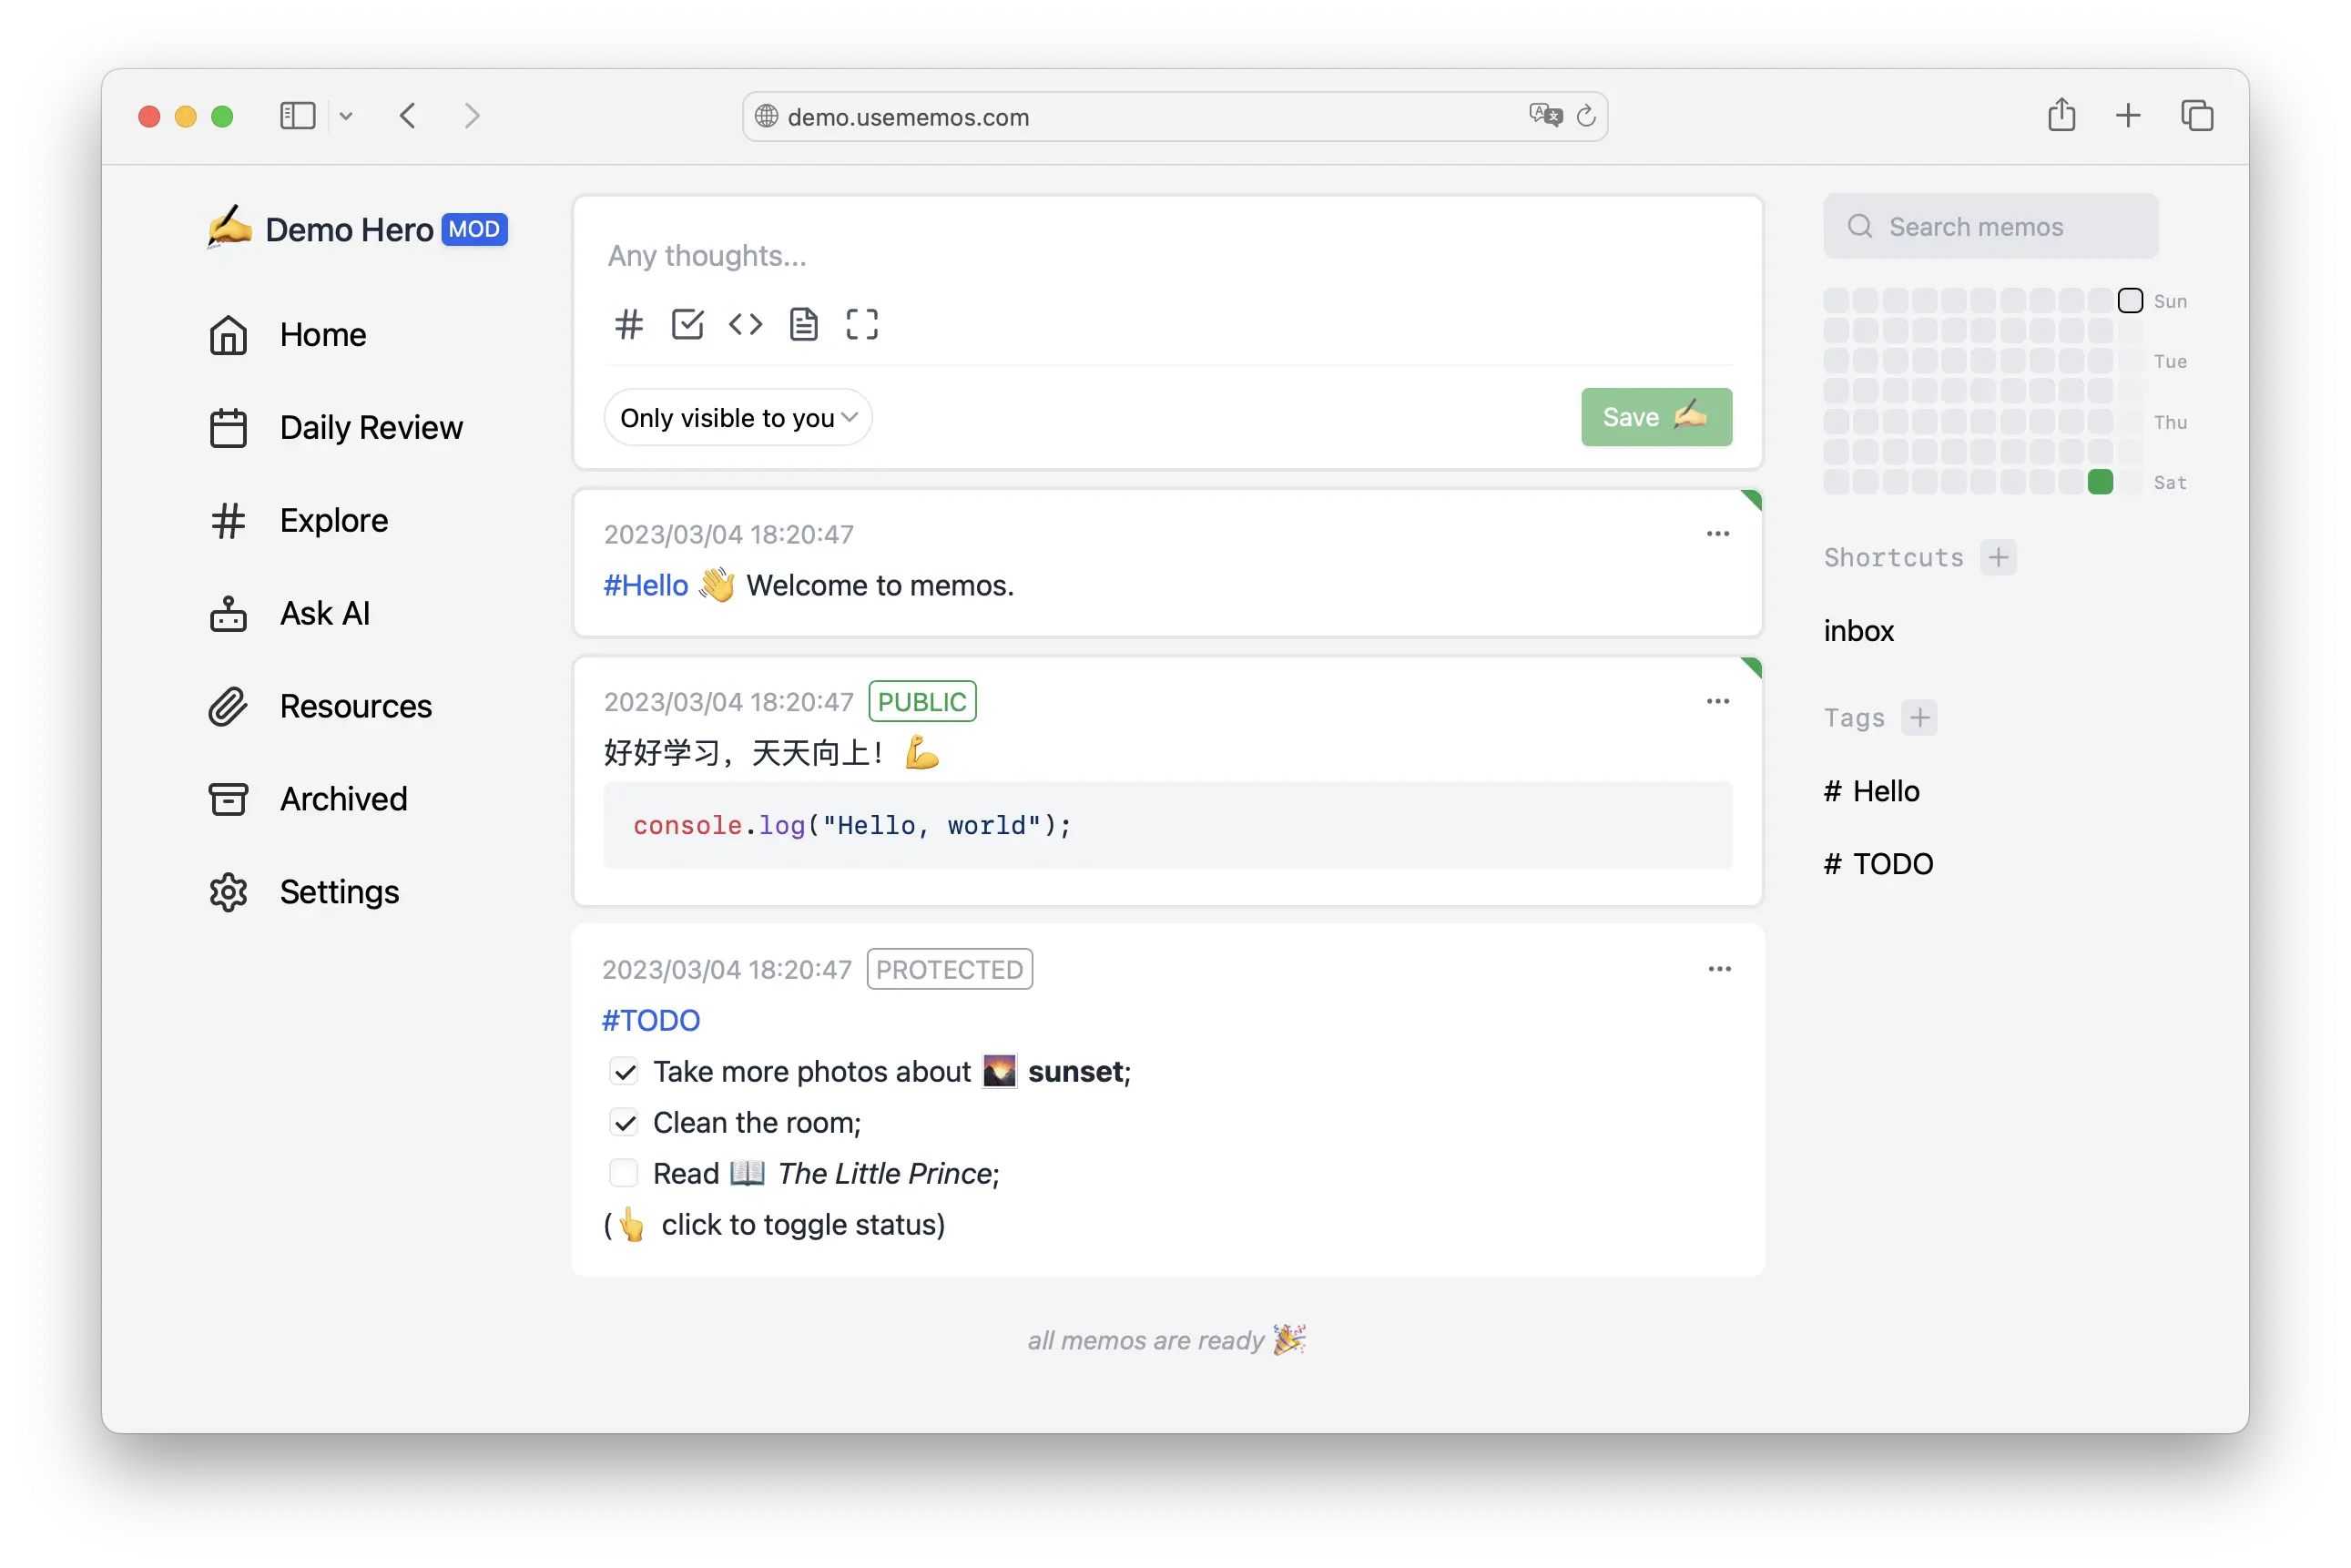 demo.usememos.com
Demo Hero MOD
Home
Daily Review
Explore
Ask AI
Resources
Archived
Settings
Any thoughts...
Only visible to you
Save ✍️
2023/03/04 18:20:47
#Hello 👋 Welcome to memos.
2023/03/04 18:20:47 PUBLIC
好好学习，天天向上！💪
console.log("Hello, world");
2023/03/04 18:20:47 PROTECTED
#TODO
Take more photos about 🌄 sunset;
Clean the room;
Read 📖 The Little Prince;
(👆 click to toggle status)
all memos are ready 🎉
Search memos
Sun
Tue
Thu
Sat
Shortcuts +
inbox
Tags +
# Hello
# TODO